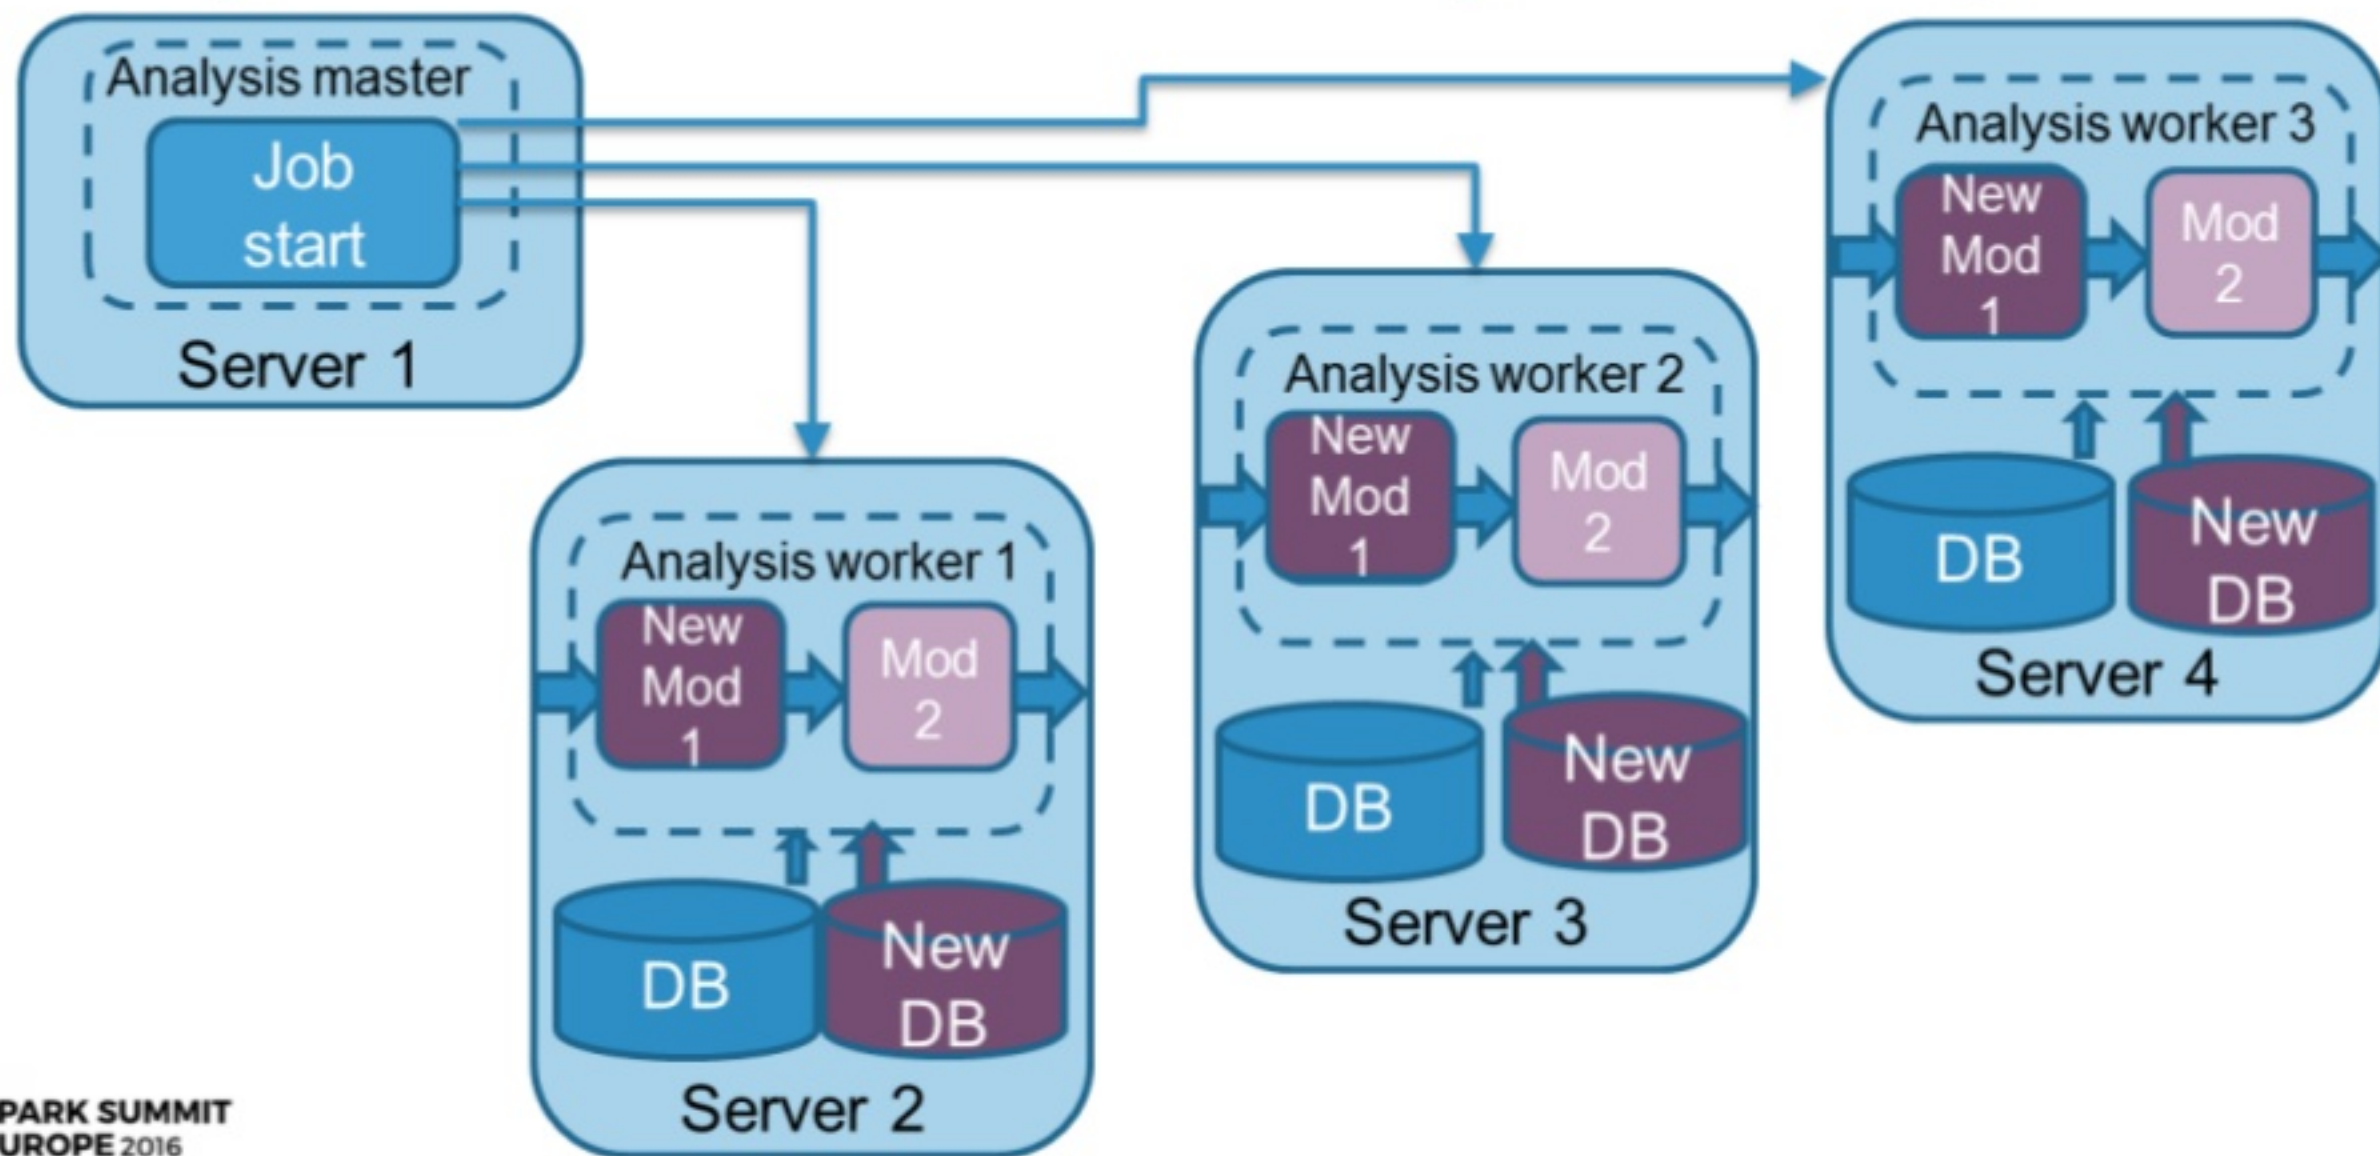 Analysis master
Job
start
Server 1
Analysis worker 1
New
Mod
1
Mod
2
DB
New
DB
Server 2
Analysis worker 2
New
Mod
1
Mod
2
DB
New
DB
Server 3
Analysis worker 3
New
Mod
1
Mod
2
DB
New
DB
Server 4
PARK SUMMIT
UROPE 2016